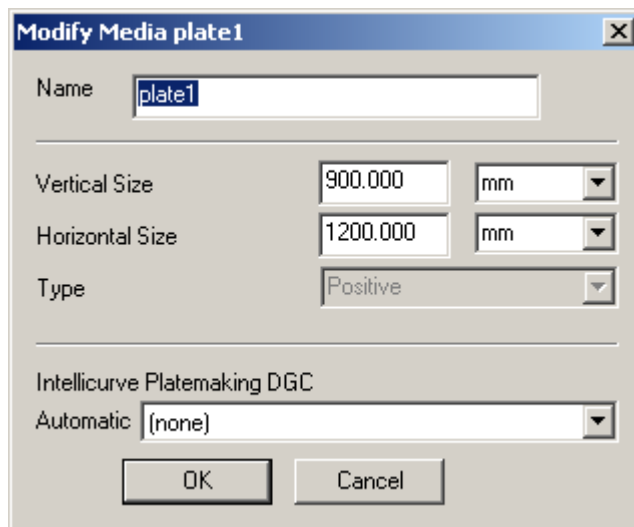 Modify Media plate1
Name plate1
Vertical Size 900.000 mm
Horizontal Size 1200.000 mm
Type Positive
Intellicurve Platemaking DGC
Automatic (none)
OK Cancel